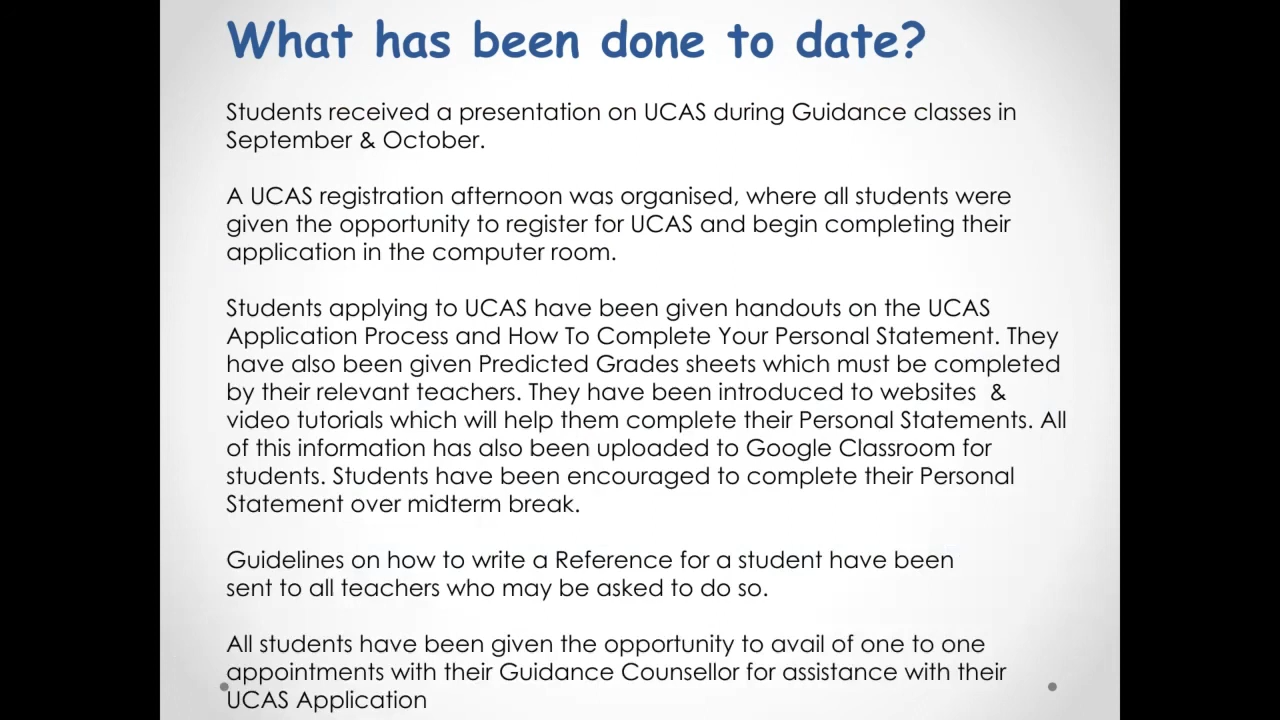 What has been done to date?
Students received a presentation on UCAS during Guidance classes in
September & October.
A UCAS registration afternoon was organised, where all students were
given the opportunity to register for UCAS and begin completing their
application in the computer room.
Students applying to UCAS have been given handouts on the UCAS
Application Process and How To Complete Your Personal Statement. They
have also been given Predicted Grades sheets which must be completed
by their relevant teachers. They have been introduced to websites  &
video tutorials which will help them complete their Personal Statements. All
of this information has also been uploaded to Google Classroom for
students. Students have been encouraged to complete their Personal
Statement over midterm break.
Guidelines on how to write a Reference for a student have been
sent to all teachers who may be asked to do so.
All students have been given the opportunity to avail of one to one
appointments with their Guidance Counsellor for assistance with their
UCAS Application